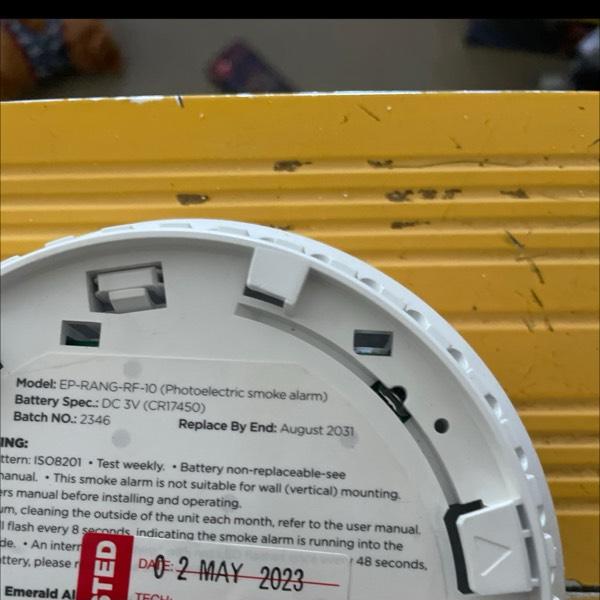 Model: EP-RANG-RF-10 (Photoelectric smoke alarm)
Battery Spec.: DC 3V (CR17450)
Batch NO.: 2346 Replace By End: August 2031
ING:
ttern: ISO8201 • Test weekly. • Battery non-replaceable-see
manual. • This smoke alarm is not suitable for wall (vertical) mounting.
ers manual before installing and operating.
um, cleaning the outside of the unit each month, refer to the user manual.
l flash every 8 seconds, indicating the smoke alarm is running into the
de. • An intern 48 seconds,
ttery, please r
STED
DATE: 0 2 MAY 2023
Emerald Al
TECH: